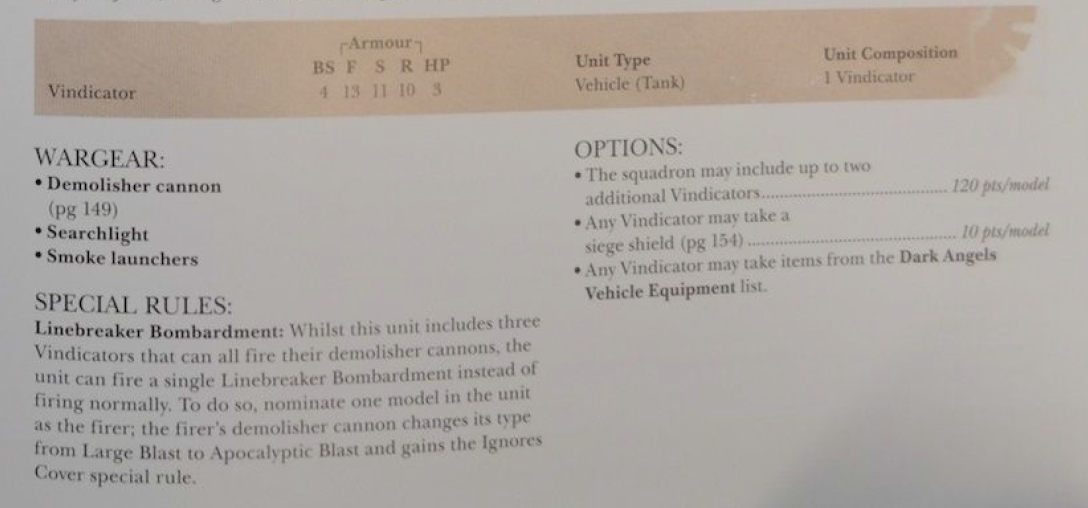 Armour
BS F S R HP
Vindicator 4 13 11 10 3
Unit Type
Vehicle (Tank)
Unit Composition
1 Vindicator
WARGEAR:
• Demolisher cannon
(pg 149)
• Searchlight
• Smoke launchers
SPECIAL RULES:
Linebreaker Bombardment: Whilst this unit includes three
Vindicators that can all fire their demolisher cannons, the
unit can fire a single Linebreaker Bombardment instead of
firing normally. To do so, nominate one model in the unit
as the firer; the firer's demolisher cannon changes its type
from Large Blast to Apocalyptic Blast and gains the Ignores
Cover special rule.
OPTIONS:
• The squadron may include up to two
additional Vindicators.......................................... 120 pts/model
• Any Vindicator may take a
siege shield (pg 154) ............................................... 10 pts/model
• Any Vindicator may take items from the Dark Angels
Vehicle Equipment list.